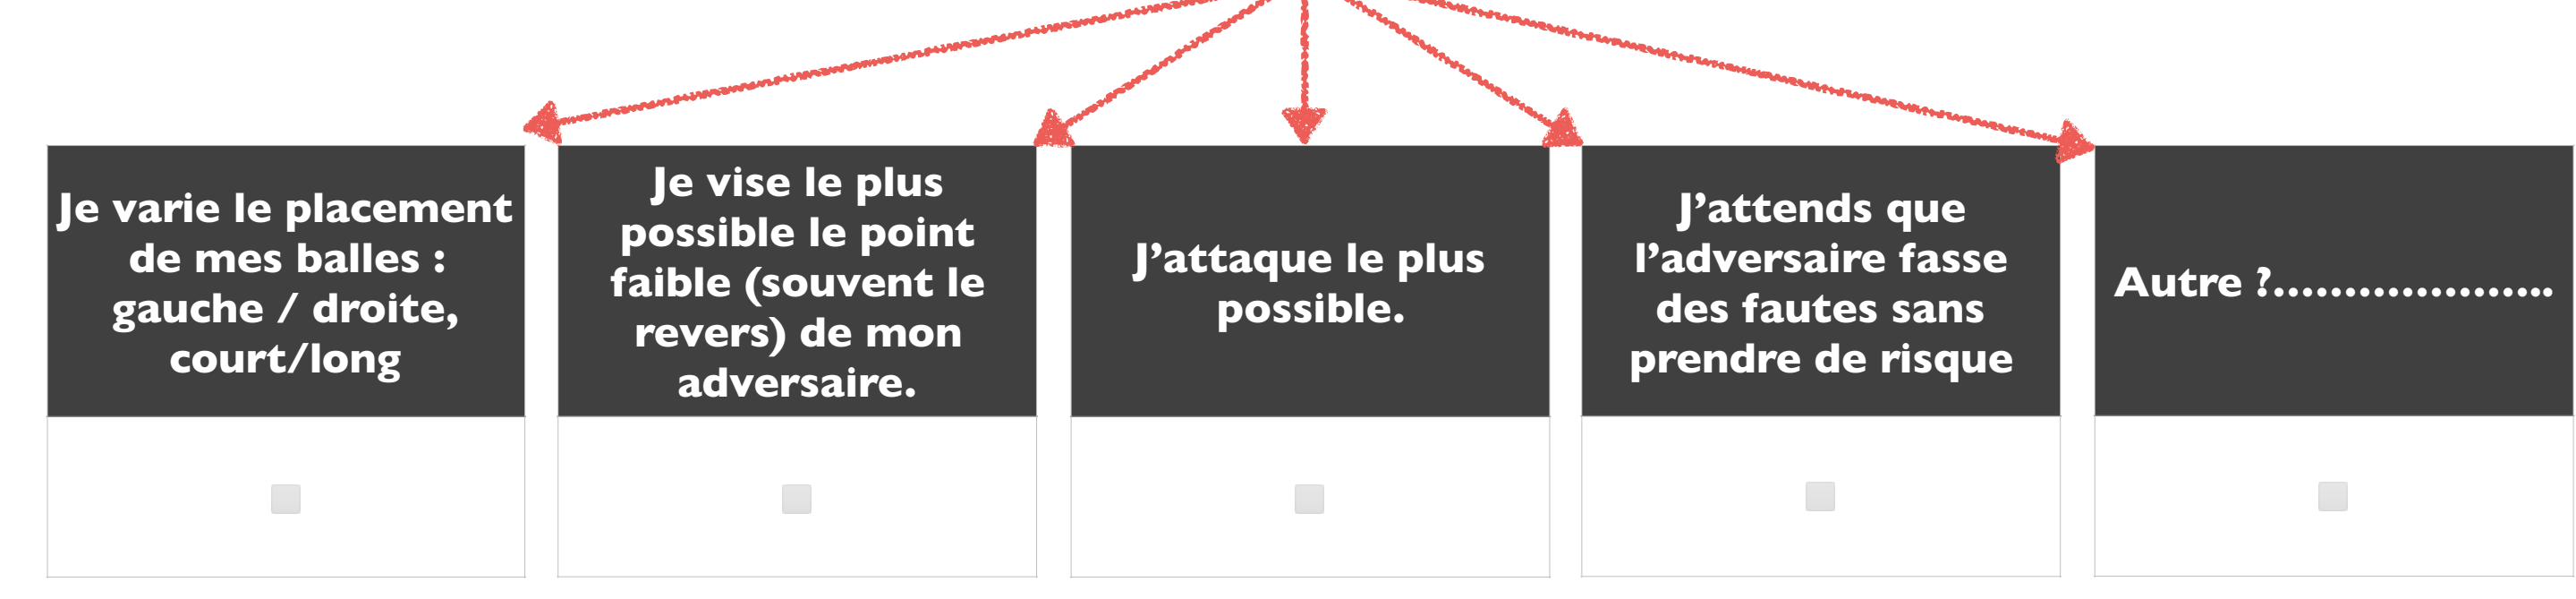 Je varie le placement
de mes balles :
gauche / droite,
court/long
Je vise le plus
possible le point
faible (souvent le
revers) de mon
adversaire.
J’attaque le plus
possible.
J’attends que
l’adversaire fasse
des fautes sans
prendre de risque
Autre ?.....................